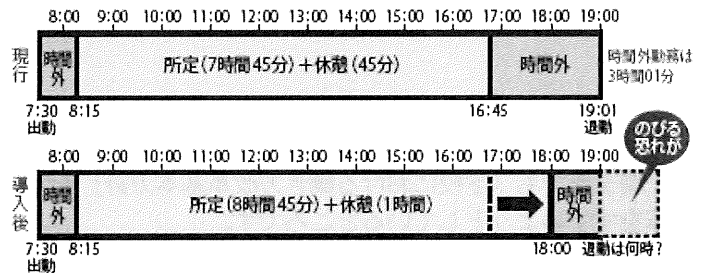 8:00 9:00 10:00 11:00 12:00 13:00 14:00 15:00 16:00 17:00 18:00 19:00
現行
時間外
所定(7時間45分)+休憩(45分)
時間外
時間外勤務は
3時間01分
7:30 8:15 16:45 19:01
出勤 退勤
のびる
恐れが
8:00 9:00 10:00 11:00 12:00 13:00 14:00 15:00 16:00 17:00 18:00 19:00
導入後
時間外
所定(8時間45分)+休憩(1時間)
時間外
7:30 8:15 18:00 退勤は何時?
出勤